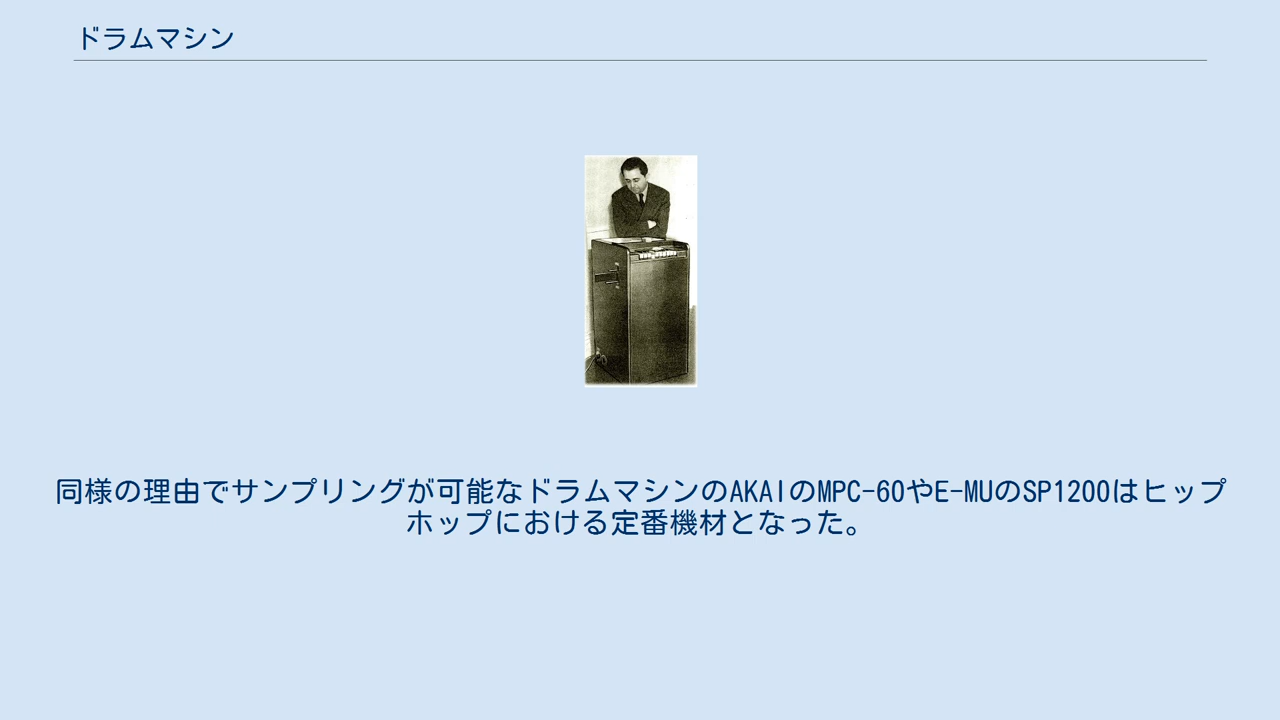 ドラムマシン
同様の理由でサンプリングが可能なドラムマシンのAKAIのMPC-60やE-MUのSP1200はヒップ
ホップにおける定番機材となった。